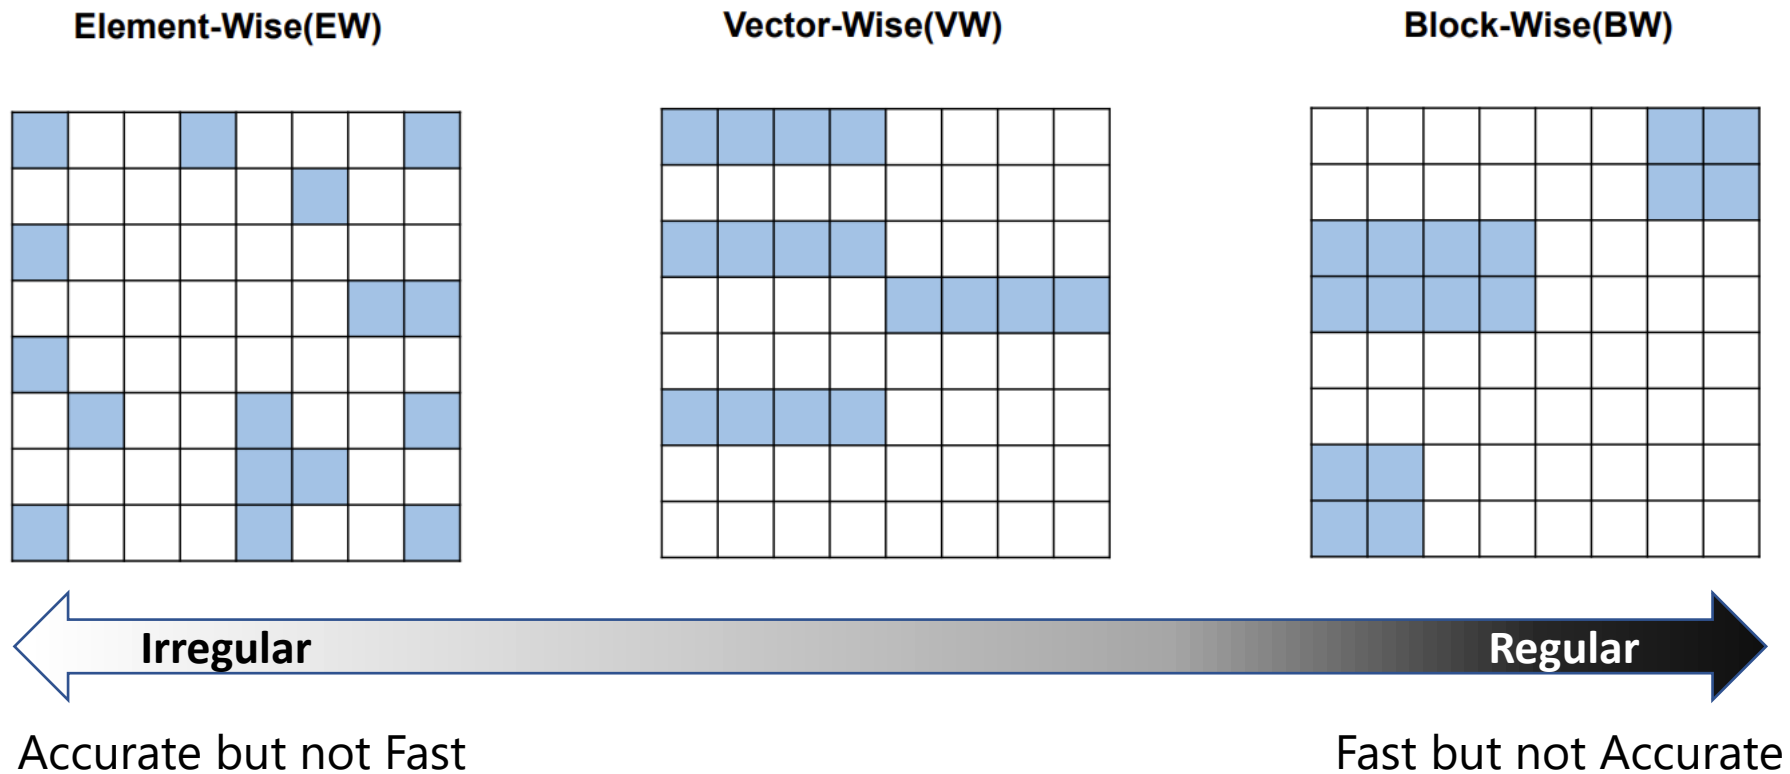 Element-Wise(EW)
Vector-Wise(VW)
Block-Wise(BW)
Irregular
Regular
Accurate but not Fast
Fast but not Accurate